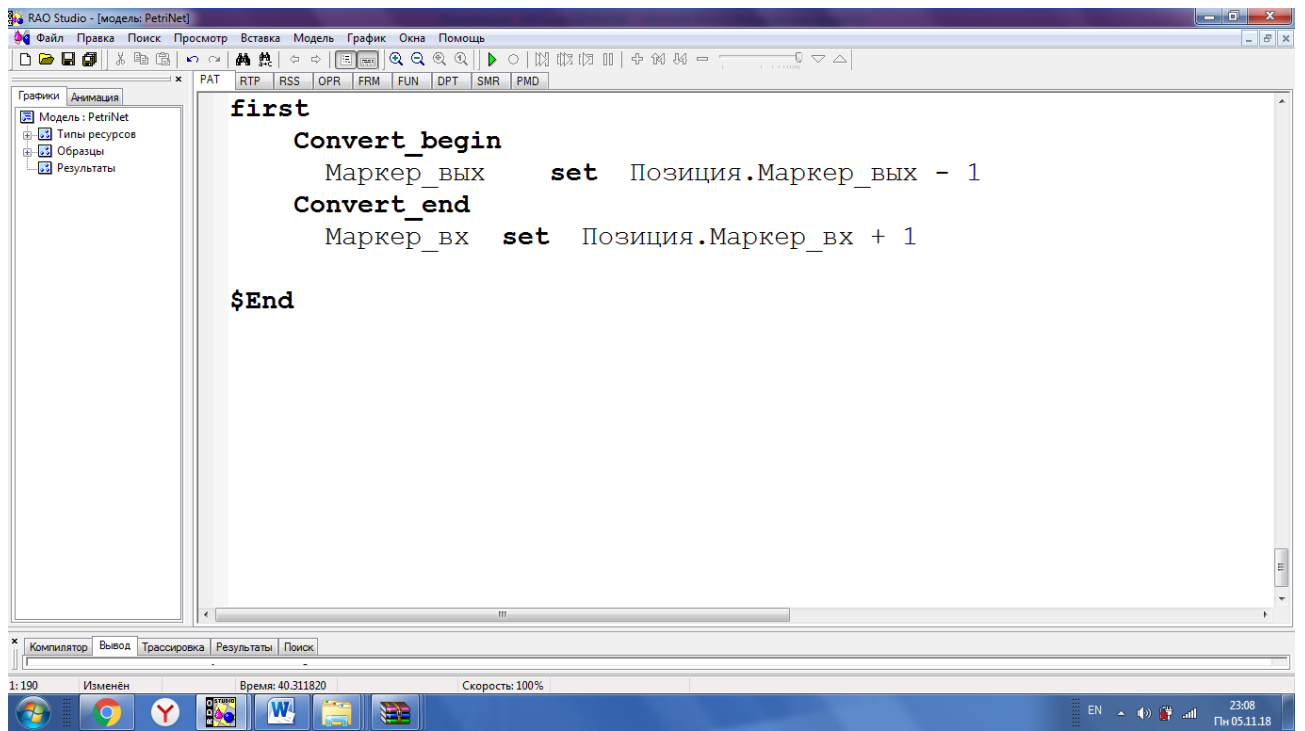 RAO Studio - [модель: PetriNet]
Файл Правка Поиск Просмотр Вставка Модель График Окна Помощь
PAT RTP RSS OPR FRM FUN DPT SMR PMD
Графики Анимация
Модель : PetriNet
Типы ресурсов
Образцы
Результаты
first
Convert_begin
Маркер_вых set Позиция.Маркер_вых - 1
Convert_end
Маркер_вх set Позиция.Маркер_вх + 1
$End
Компилятор Вывод Трассировка Результаты Поиск
1: 190 Изменён Время: 40.311820 Скорость: 100%
EN 23:08
Пн 05.11.18